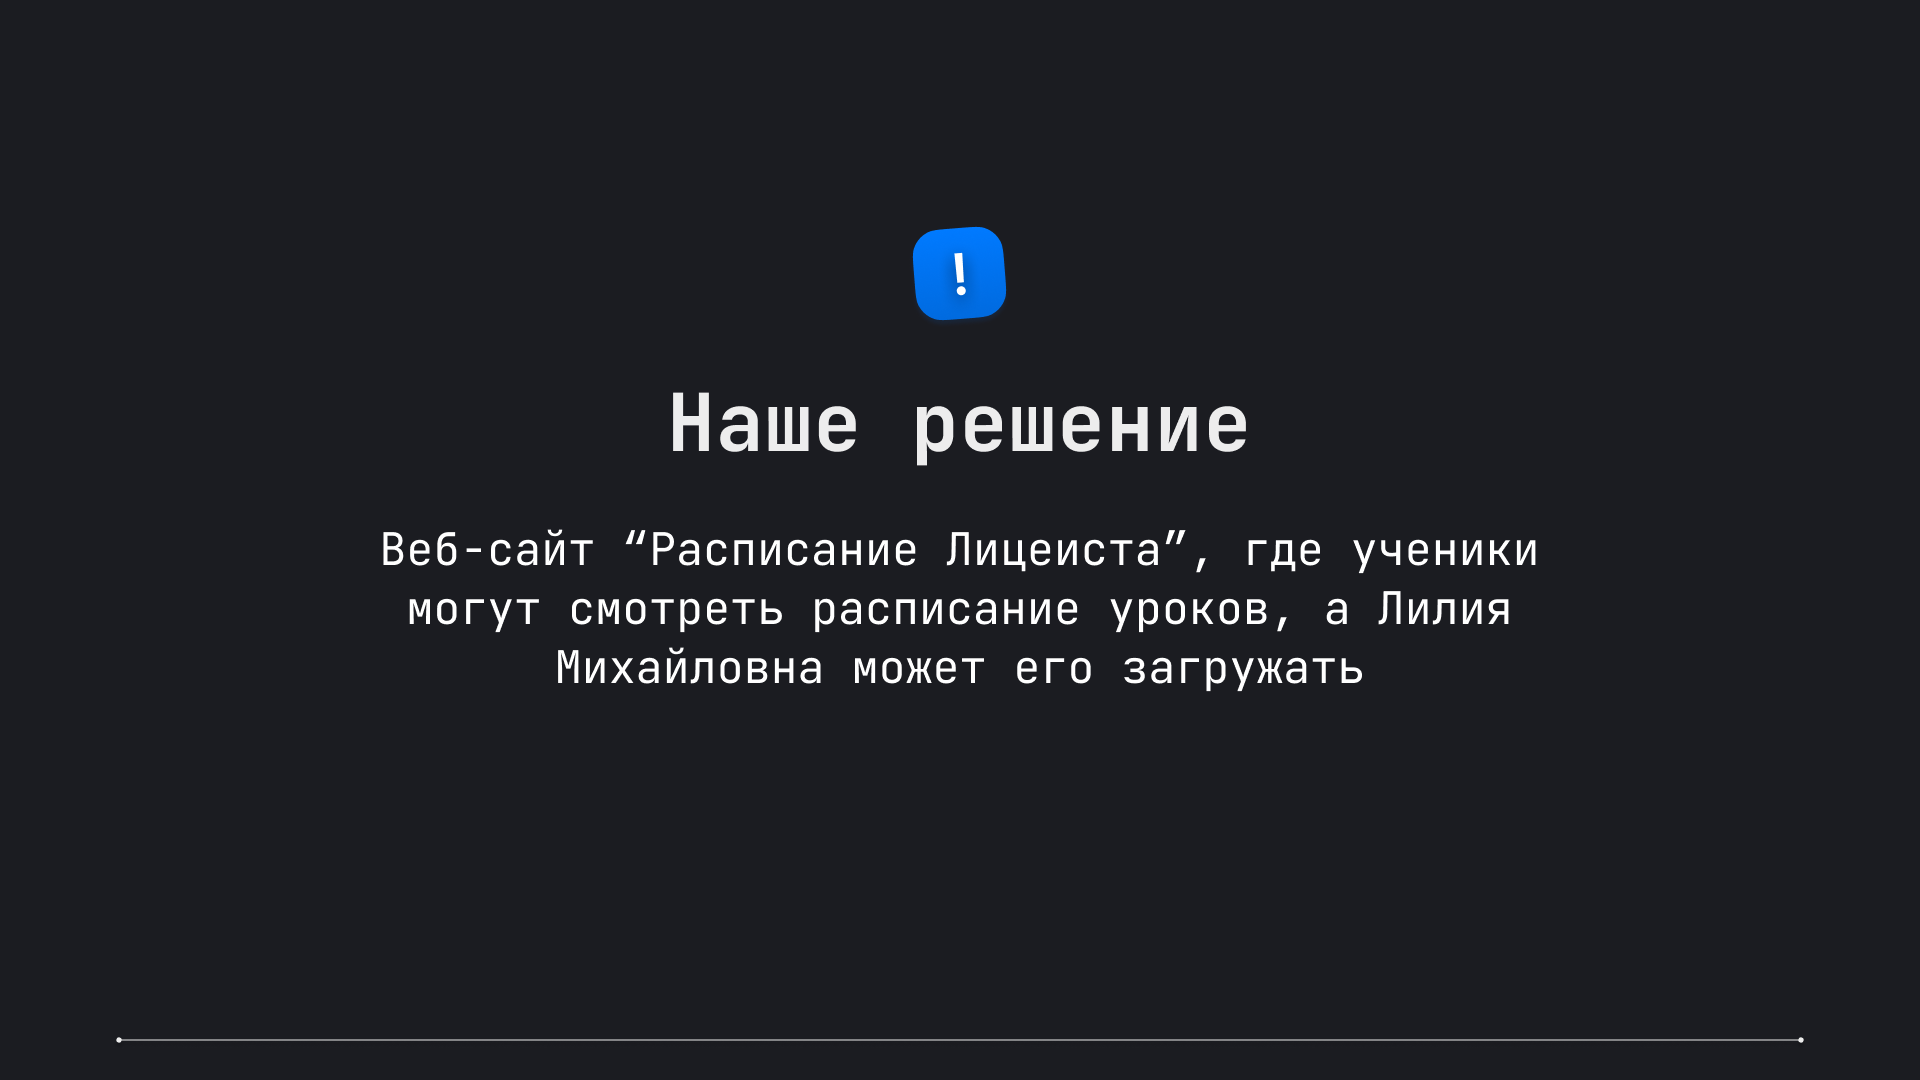 !
Наше решение
Веб-сайт “Расписание Лицеиста”, где ученики
могут смотреть расписание уроков, а Лилия
Михайловна может его загружать